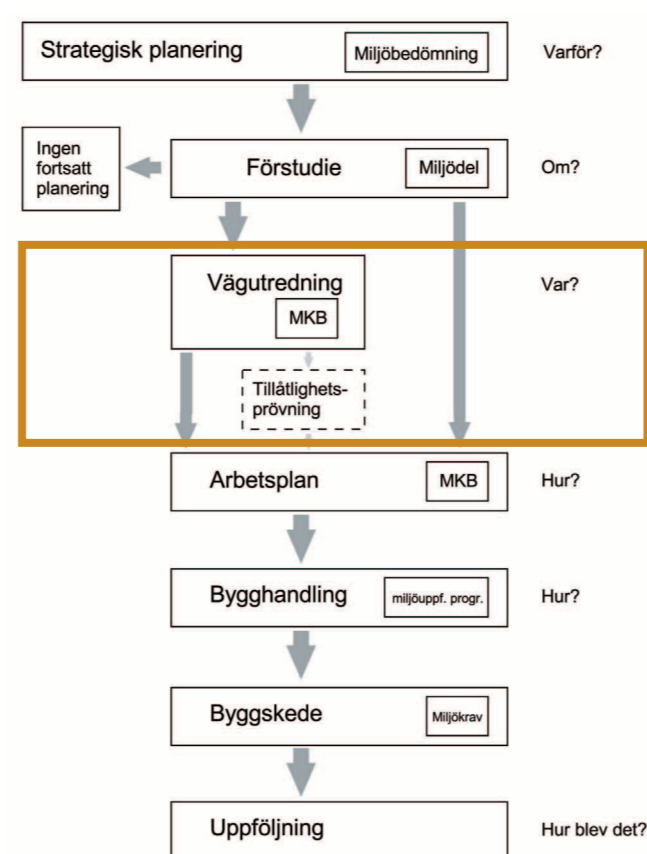 Strategisk planering
Miljöbedömning
Varför?
Ingen
fortsatt
planering
Förstudie
Miljödel
Om?
Vägutredning
MKB
Var?
Tillåtlighets-
prövning
Arbetsplan
MKB
Hur?
Bygghandling
miljöuppf. progr.
Hur?
Byggskede
Miljökrav
Uppföljning
Hur blev det?